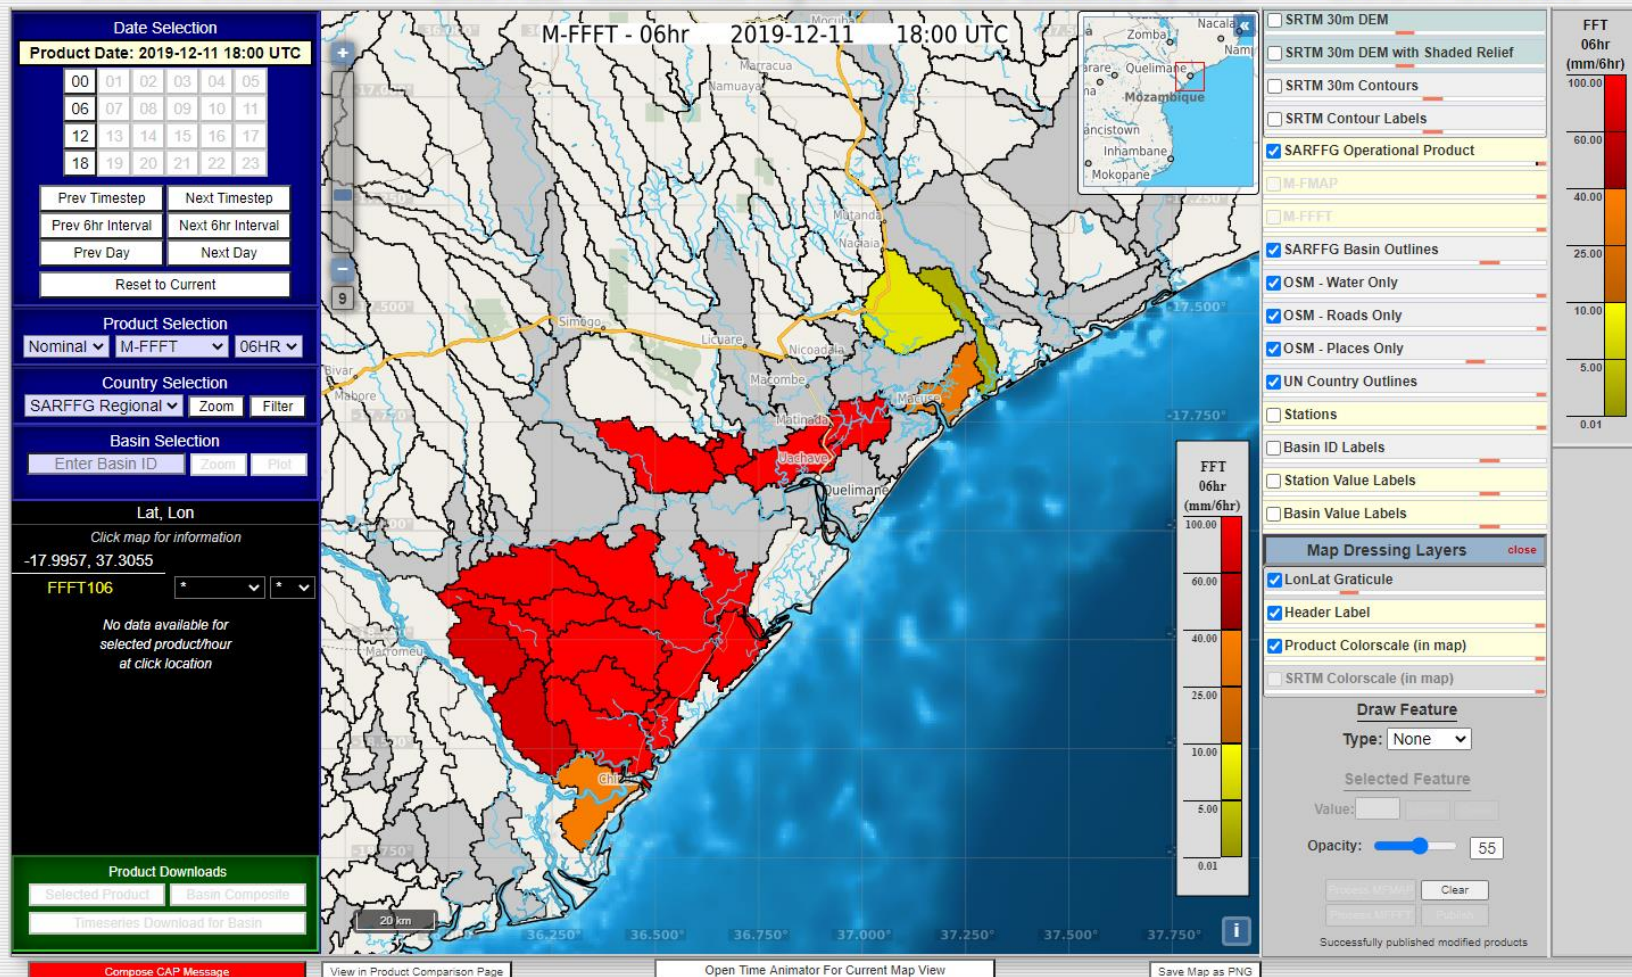 Date Selection
Product Date: 2019-12-11 18:00 UTC
00 01 02 03 04 05
06 07 08 09 10 11
12 13 14 15 16 17
18 19 20 21 22 23
Prev Timestep Next Timestep
Prev 6hr Interval Next 6hr Interval
Prev Day Next Day
Reset to Current
Product Selection
Nominal M-FFFT 06HR
Country Selection
SARFFG Regional Zoom Filter
Basin Selection
Enter Basin ID Zoom Plot
Lat, Lon
Click map for information
-17.9957, 37.3055
FFFT106 * *
No data available for
selected product/hour
at click location
Product Downloads
Selected Product Basin Composite
Timeseries Download for Basin
Compose CAP Message
M-FFFT - 06hr 2019-12-11 18:00 UTC
+
−
9
Mocuba
Marracua
Namuaya
Matanda
Nacuaia
Simogo
Licuare
Nicoadala
Bivar
Mabore
Macombe
Macuse
Uachave
Quelimane
Marromeu
Chi
-17.500°
-17.500°
-17.750°
36.250° 36.500° 36.750° 37.000° 37.250° 37.500° 37.750°
20 km
Nacala
Zomba
Quelimane
Mozambique
ancistown
Inhambane
Mokopane
«
FFT
06hr
(mm/6hr)
100.00
60.00
40.00
25.00
10.00
5.00
0.01
i
View in Product Comparison Page
Open Time Animator For Current Map View
Save Map as PNG
SRTM 30m DEM
SRTM 30m DEM with Shaded Relief
SRTM 30m Contours
SRTM Contour Labels
SARFFG Operational Product
M-FMAP
M-FFFT
SARFFG Basin Outlines
OSM - Water Only
OSM - Roads Only
OSM - Places Only
UN Country Outlines
Stations
Basin ID Labels
Station Value Labels
Basin Value Labels
Map Dressing Layers close
LonLat Graticule
Header Label
Product Colorscale (in map)
SRTM Colorscale (in map)
Draw Feature
Type: None
Selected Feature
Value:
Opacity: 55
Process MFMAP Clear
Process MFFFT Publish
Successfully published modified products
FFT
06hr
(mm/6hr)
100.00
60.00
40.00
25.00
10.00
5.00
0.01